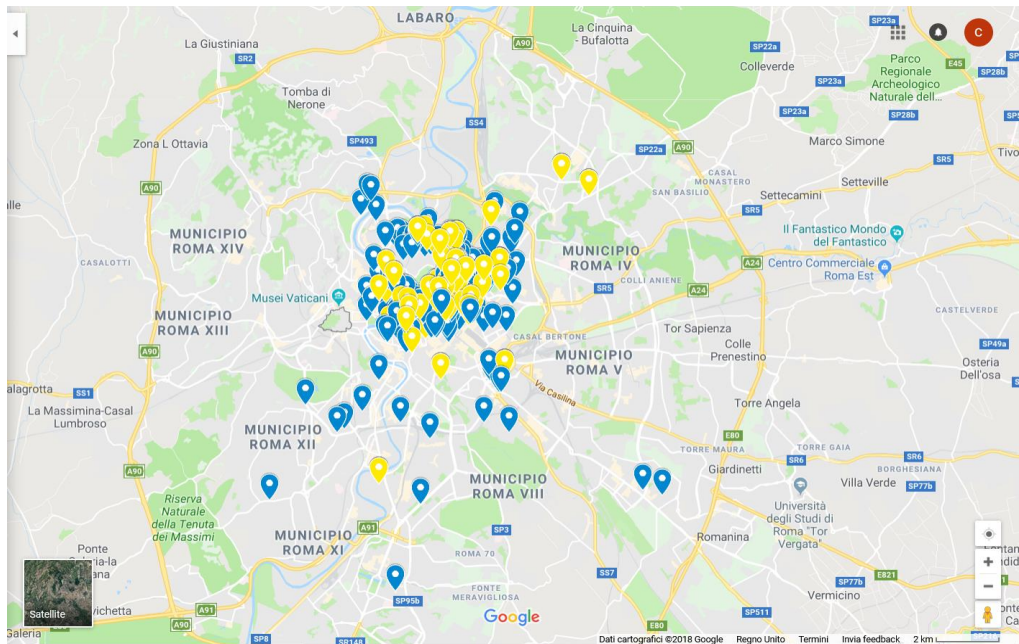 LABARO
La Giustiniana
SR2
A90
La Cinquina
- Bufalotta
SP23a
C
SP22a
Colleverde
Parco
Regionale
Archeologico
Naturale dell...
E45
SP28b
Tomba di
Nerone
SP23a
SP23a
SP28b
SS4
Zona L Ottavia
SP493
SP22a
A90
Marco Simone
SR5
CASAL
MONASTERO
SAN BASILIO
Setteville
Settecamini
A90
SR5
MUNICIPIO
ROMA XIV
CASALOTTI
MUNICIPIO
ROMA IV
Il Fantastico Mondo
del Fantastico
A24
Centro Commerciale
Roma Est
COLLI ANIENE
A24
SR5
Musei Vaticani
MUNICIPIO
ROMA XIII
CASTELVERDE
Tor Sapienza
CASAL BERTONE
Colle
Prenestino
SP49a
A90
MUNICIPIO
ROMA V
Osteria
Dell'osa
Via Casilina
SS1
La Massimina-Casal
Lumbroso
Torre Angela
MUNICIPIO
ROMA XII
E80
TORRE MAURA
TORRE GAIA
SR6
SR6
BORGHESIANA
Giardinetti
A90
MUNICIPIO
ROMA VIII
Villa Verde
SP77b
Riserva
Naturale
della Tenuta
dei Massimi
Università
degli Studi di
Roma "Tor
Vergata"
A91
SP3
MUNICIPIO
ROMA XI
Romanina
ROMA 70
Ponte
SS7
E821
FONTE
MERAVIGLIOSA
SP77b
Vermicino
SP95b
Satellite
A91
A90
Google
SP511
E80
SP8
SR148
Dati cartografici ©2018 Google Regno Unito Termini Invia feedback 2 km